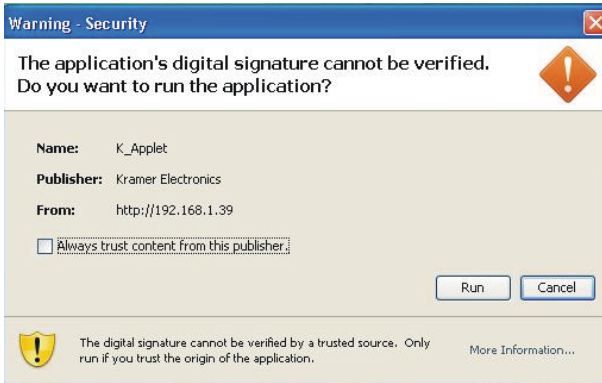 Warning - Security
The application's digital signature cannot be verified.
Do you want to run the application?
Name: K_Applet
Publisher: Kramer Electronics
From: http://192.168.1.39
Always trust content from this publisher.
Run Cancel
The digital signature cannot be verified by a trusted source. Only
run if you trust the origin of the application.
More Information...